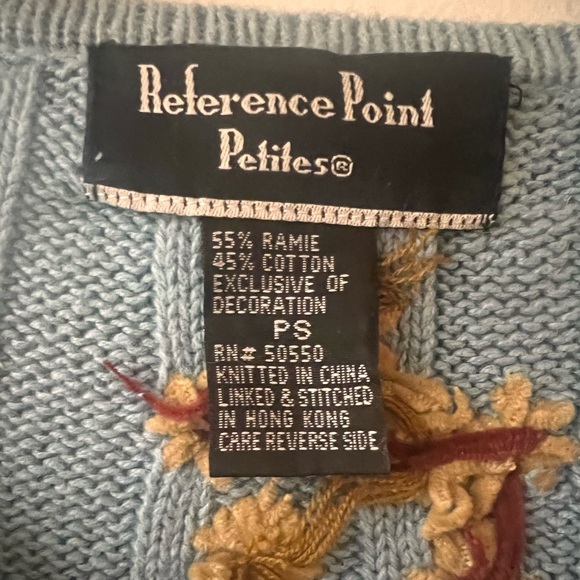 Reference Point
Petites®
55% RAMIE
45% COTTON
EXCLUSIVE OF
DECORATION
PS
RN# 50550
KNITTED IN CHINA
LINKED & STITCHED
IN HONG KONG
CARE REVERSE SIDE